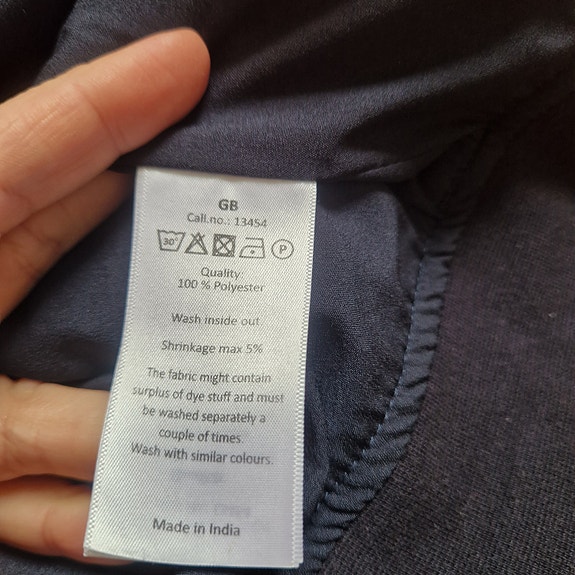 GB
Call.no.: 13454
30° P
Quality:
100 % Polyester
Wash inside out
Shrinkage max 5%
The fabric might contain
surplus of dye stuff and must
be washed separately a
couple of times.
Wash with similar colours.
Made in India